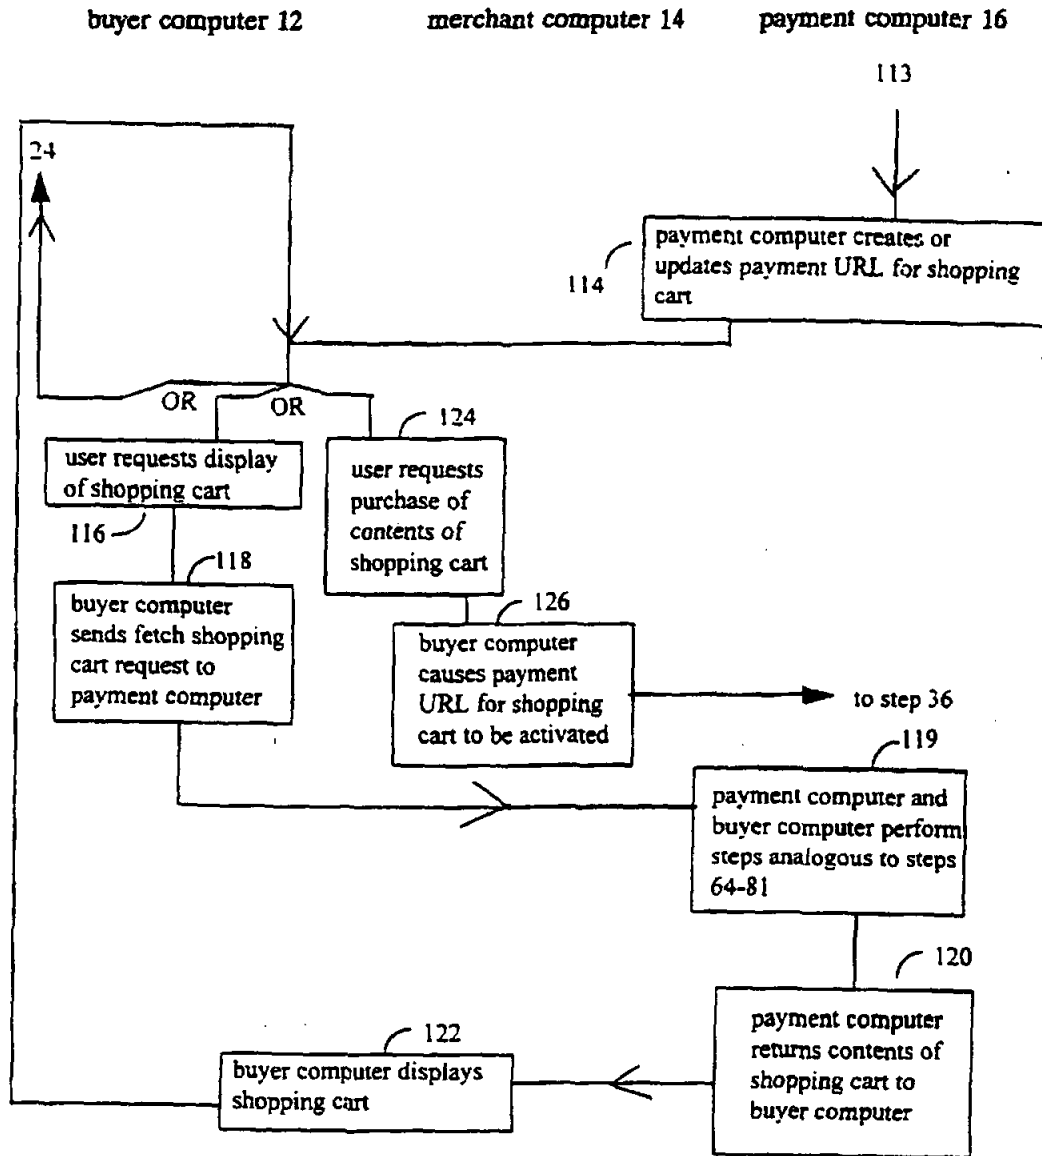 buyer computer 12
merchant computer 14
payment computer 16
113
24
payment computer creates or
updates payment URL for shopping
cart
114
OR
OR
124
user requests display
of shopping cart
116
user requests
purchase of
contents of
shopping cart
118
buyer computer
sends fetch shopping
cart request to
payment computer
126
buyer computer
causes payment
URL for shopping
cart to be activated
to step 36
119
payment computer and
buyer computer perform
steps analogous to steps
64-81
120
payment computer
returns contents of
shopping cart to
buyer computer
122
buyer computer displays
shopping cart